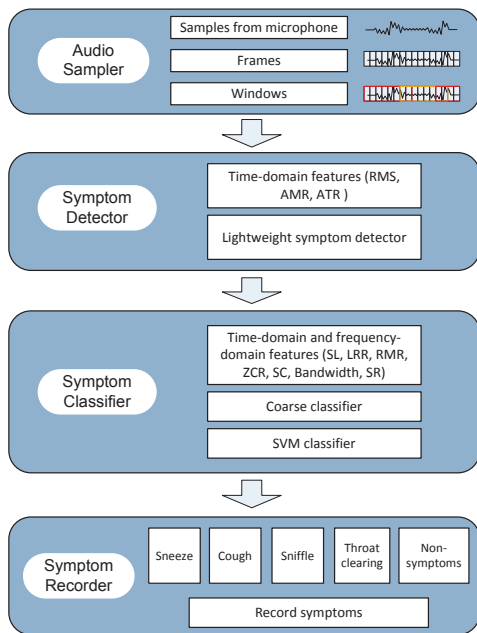 Audio
Sampler
Samples from microphone
Frames
Windows
Symptom
Detector
Time-domain features (RMS,
AMR, ATR )
Lightweight symptom detector
Symptom
Classifier
Time-domain and frequency-
domain features (SL, LRR, RMR,
ZCR, SC, Bandwidth, SR)
Coarse classifier
SVM classifier
Symptom
Recorder
Sneeze
Cough
Sniffle
Throat
clearing
Non-
symptoms
Record symptoms